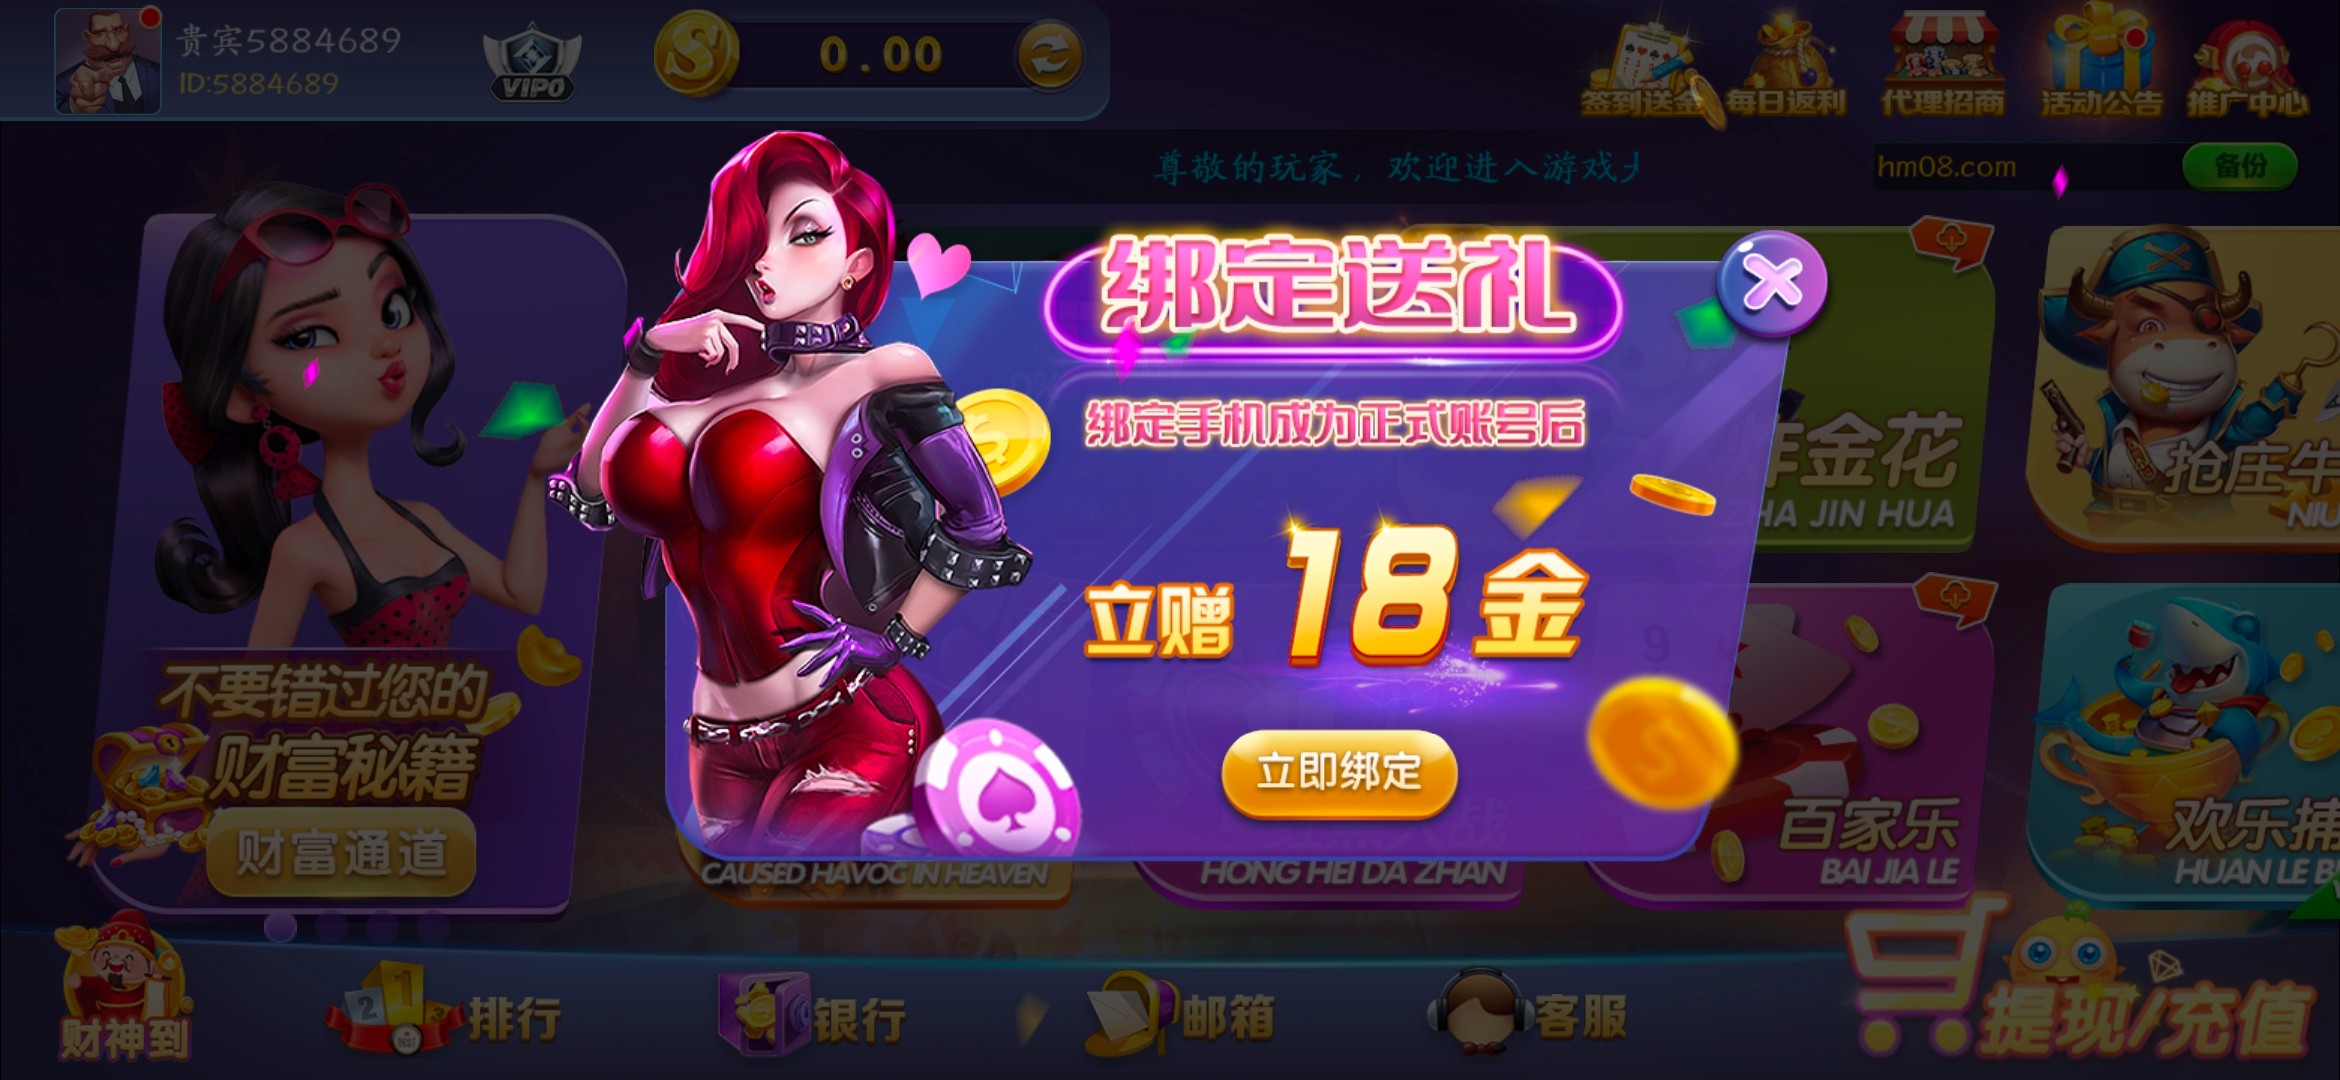 贵宾5884689
ID:5884689
VIP0
0.00
签到送金
每日返利
代理招商
活动公告
推广中心
尊敬的玩家，欢迎进入游戏
hm08.com
备份
绑定送礼
绑定手机成为正式账号后
立赠 18 金
立即绑定
不要错过您的
财富秘籍
财富通道
炸金花
ZHA JIN HUA
抢庄牛
NIU
CAUSED HAVOC IN HEAVEN
HONG HEI DA ZHAN
百家乐
BAI JIA LE
欢乐捕
HUAN LE B
财神到
排行
银行
邮箱
客服
提现/充值